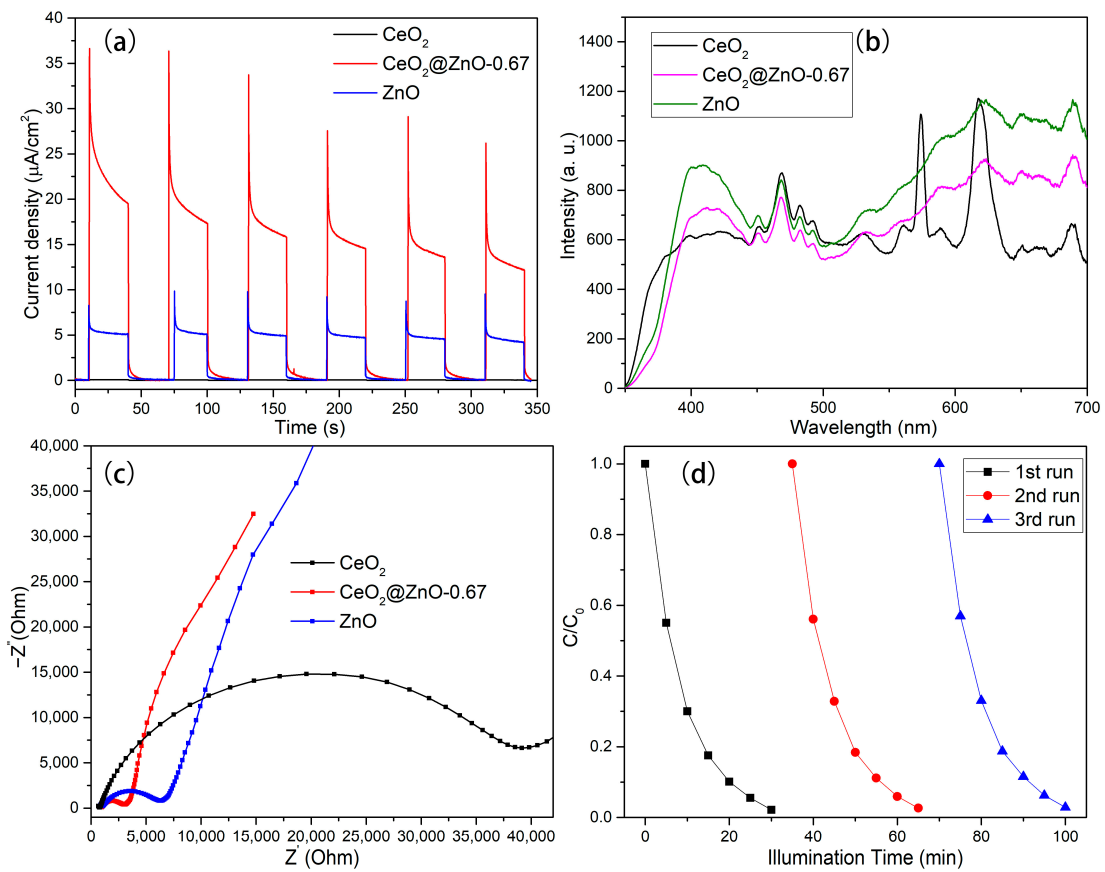 (a)
CeO2
CeO2@ZnO-0.67
ZnO
Current density (μA/cm²)
40
35
30
25
20
15
10
5
0
0 50 100 150 200 250 300 350
Time (s)
(b)
CeO2
CeO2@ZnO-0.67
ZnO
Intensity (a. u.)
1400
1200
1000
800
600
400
200
0
400 500 600 700
Wavelength (nm)
(c)
CeO2
CeO2@ZnO-0.67
ZnO
−Z''(Ohm)
40,000
35,000
30,000
25,000
20,000
15,000
10,000
5,000
0
0 5,000 10,000 15,000 20,000 25,000 30,000 35,000 40,000
Z' (Ohm)
(d)
1st run
2nd run
3rd run
C/C0
1.0
0.8
0.6
0.4
0.2
0.0
0 20 40 60 80 100
Illumination Time (min)